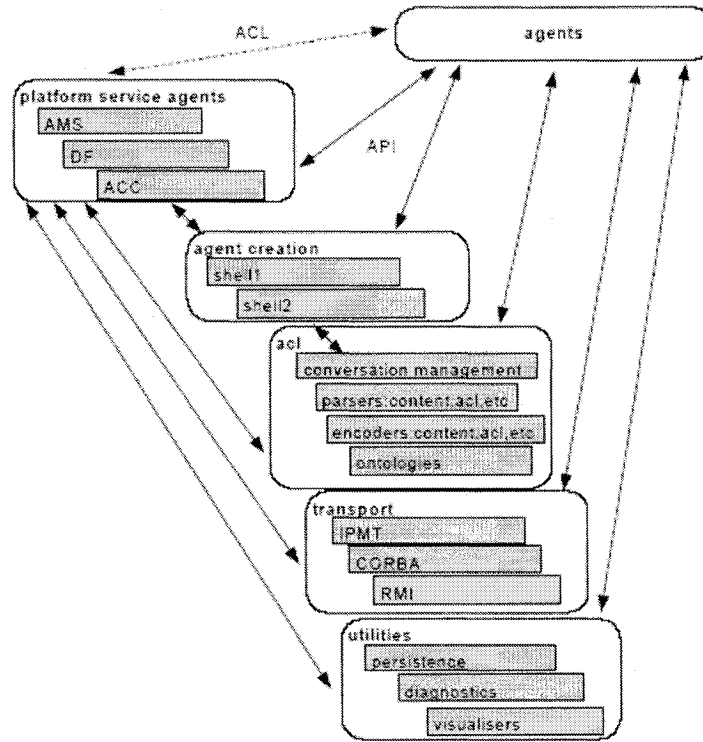 ACL
agents
platform service agents
AMS
DF
ACC
API
agent creation
shell1
shell2
acl
conversation management
parsers:content,acl,etc
encoders:content,acl,etc
ontologies
transport
IPMT
CORBA
RMI
utilities
persistence
diagnostics
visualisers